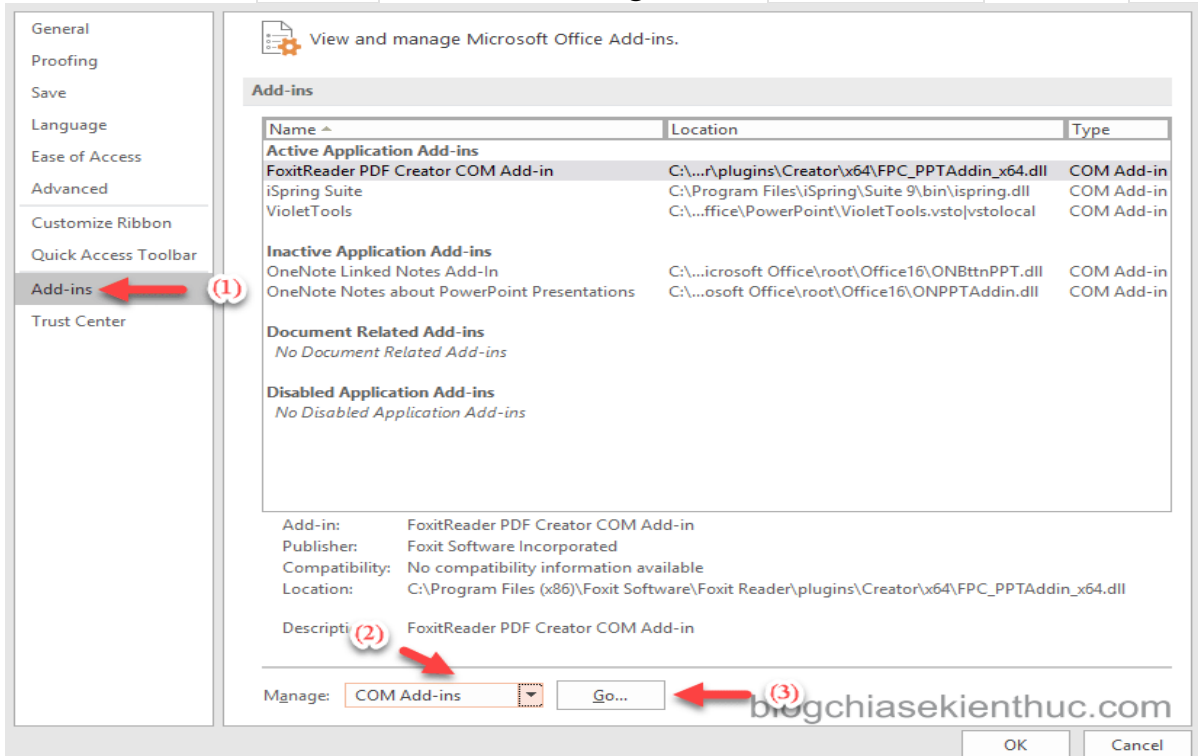 General
Proofing
Save
Language
Ease of Access
Advanced
Customize Ribbon
Quick Access Toolbar
Add-ins
(1)
Trust Center
View and manage Microsoft Office Add-ins.
Add-ins
Name Location Type
Active Application Add-ins
FoxitReader PDF Creator COM Add-in C:\...r\plugins\Creator\x64\FPC_PPTAddin_x64.dll COM Add-in
iSpring Suite C:\Program Files\iSpring\Suite 9\bin\ispring.dll COM Add-in
VioletTools C:\...ffice\PowerPoint\VioletTools.vsto|vstolocal COM Add-in
Inactive Application Add-ins
OneNote Linked Notes Add-In C:\...icrosoft Office\root\Office16\ONBttnPPT.dll COM Add-in
OneNote Notes about PowerPoint Presentations C:\...osoft Office\root\Office16\ONPPTAddin.dll COM Add-in
Document Related Add-ins
No Document Related Add-ins
Disabled Application Add-ins
No Disabled Application Add-ins
Add-in: FoxitReader PDF Creator COM Add-in
Publisher: Foxit Software Incorporated
Compatibility: No compatibility information available
Location: C:\Program Files (x86)\Foxit Software\Foxit Reader\plugins\Creator\x64\FPC_PPTAddin_x64.dll
Descripti FoxitReader PDF Creator COM Add-in
(2)
Manage: COM Add-ins Go...
(3)
blogchiasekienthuc.com
OK Cancel